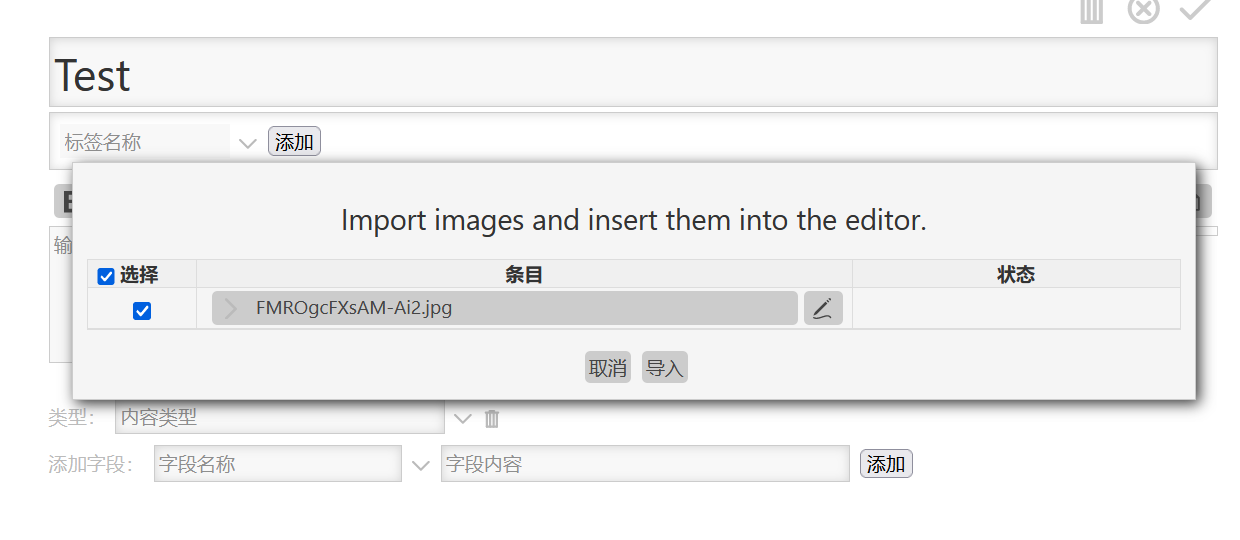 Test
标签名称 添加
Import images and insert them into the editor.
输
选择 条目 状态
FMROgcFXsAM-Ai2.jpg
取消 导入
类型： 内容类型
添加字段： 字段名称 字段内容 添加